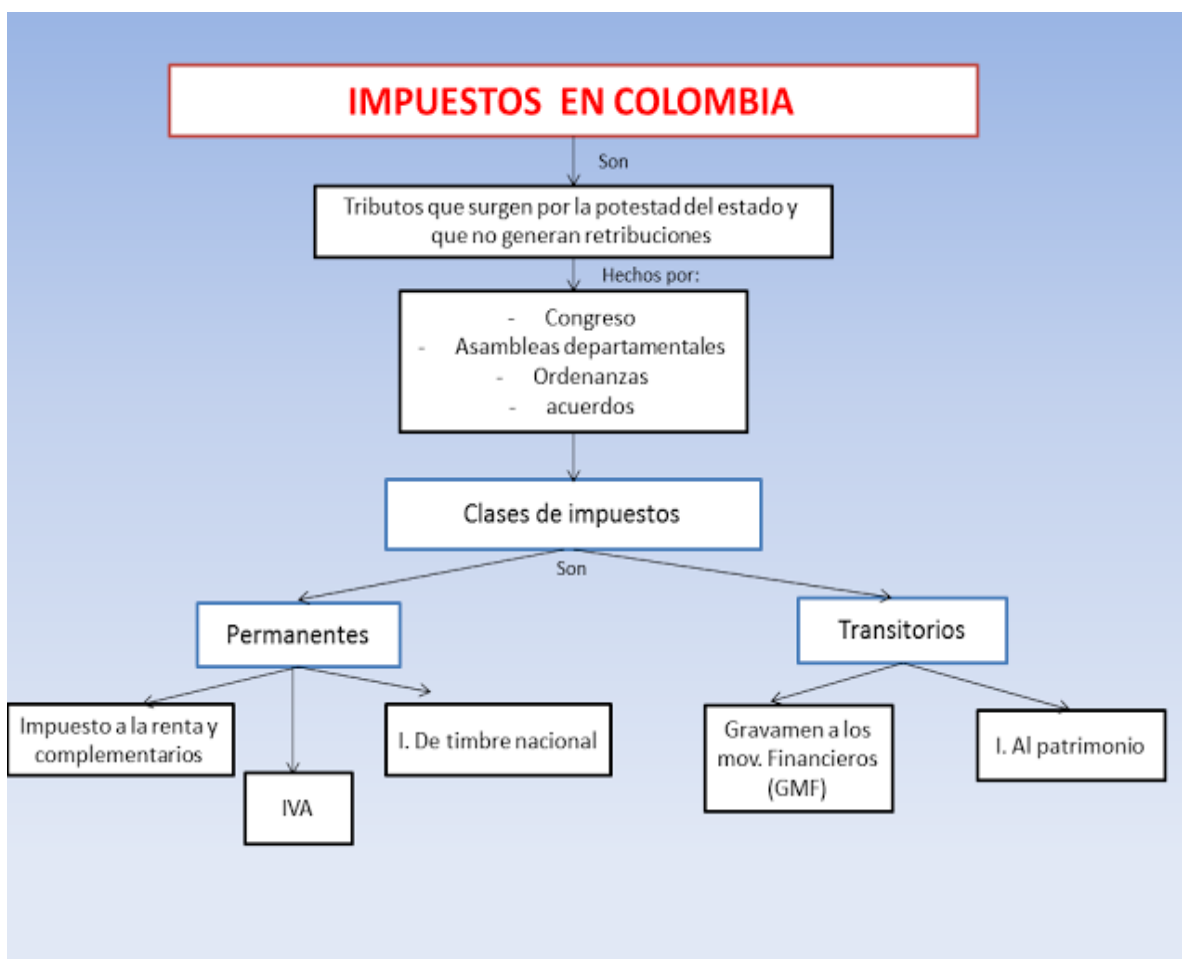 IMPUESTOS EN COLOMBIA
Son
Tributos que surgen por la potestad del estado y
que no generan retribuciones
Hechos por:
- Congreso
- Asambleas departamentales
- Ordenanzas
- acuerdos
Clases de impuestos
Son
Permanentes
Transitorios
Impuesto a la renta y
complementarios
IVA
I. De timbre nacional
Gravamen a los
mov. Financieros
(GMF)
I. Al patrimonio